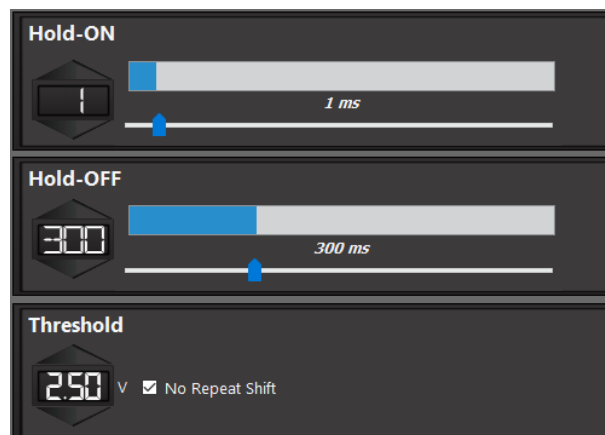 Hold-ON
1
1 ms
Hold-OFF
300
300 ms
Threshold
2.50 V No Repeat Shift